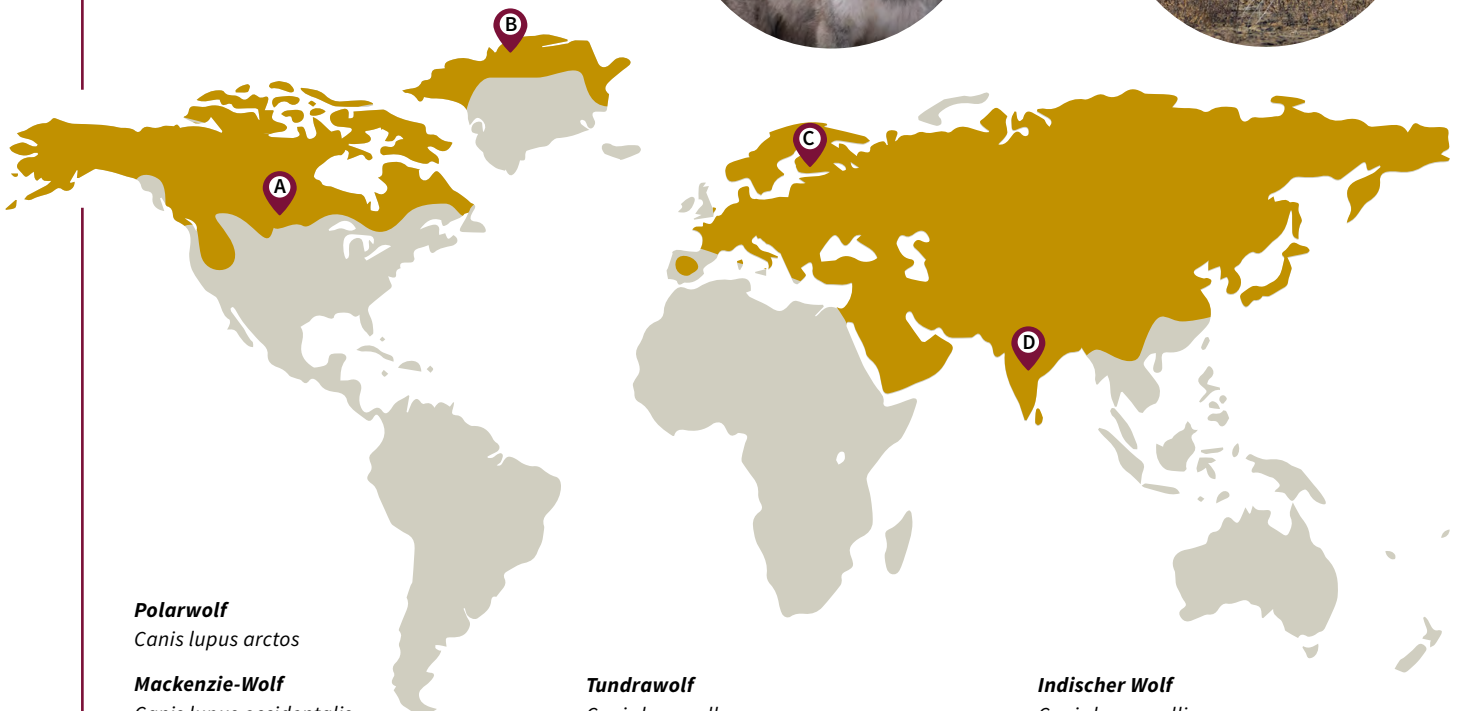 B
C
A
D
Polarwolf
Canis lupus arctos
Mackenzie-Wolf
Tundrawolf
Indischer Wolf